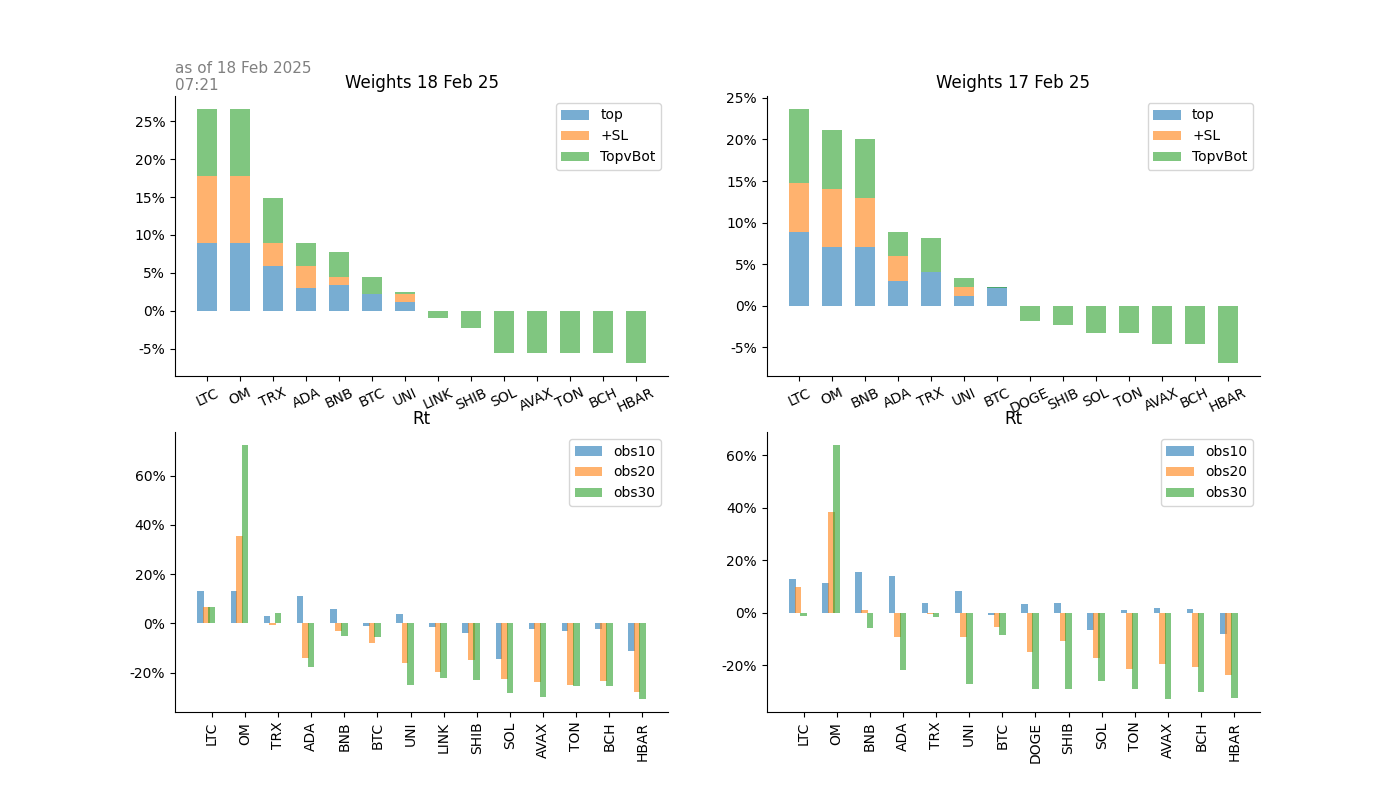 as of 18 Feb 2025
07:21
Weights 18 Feb 25
25%
20%
15%
10%
5%
0%
-5%
top
+SL
TopvBot
LTC OM TRX ADA BNB BTC UNI LINK SHIB SOL AVAX TON BCH HBAR
Weights 17 Feb 25
25%
20%
15%
10%
5%
0%
-5%
top
+SL
TopvBot
LTC OM BNB ADA TRX UNI BTC DOGE SHIB SOL TON AVAX BCH HBAR
Rt
60%
40%
20%
0%
-20%
obs10
obs20
obs30
LTC OM TRX ADA BNB BTC UNI LINK SHIB SOL AVAX TON BCH HBAR
Rt
60%
40%
20%
0%
-20%
obs10
obs20
obs30
LTC OM BNB ADA TRX UNI BTC DOGE SHIB SOL TON AVAX BCH HBAR